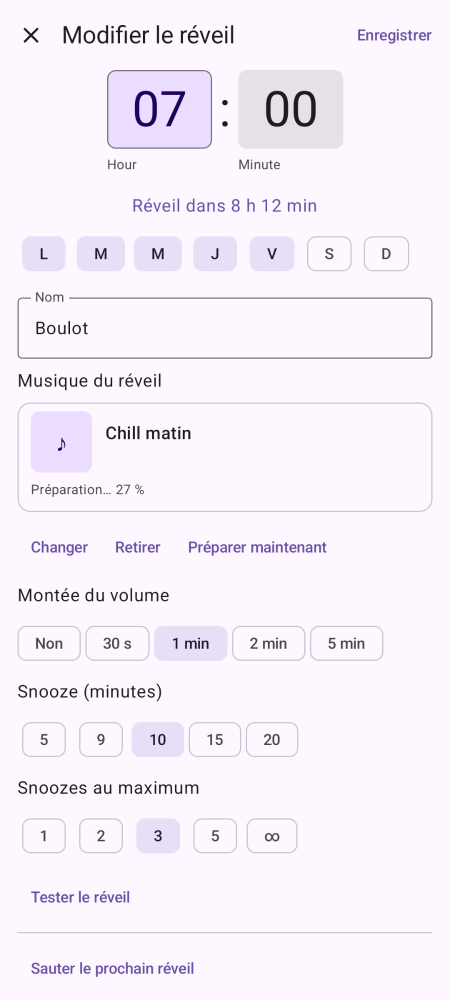 Modifier le réveil
Enregistrer
07 : 00
Hour
Minute
Réveil dans 8 h 12 min
L M M J V S D
Nom
Boulot
Musique du réveil
♪
Chill matin
Préparation… 27 %
Changer Retirer Préparer maintenant
Montée du volume
Non 30 s 1 min 2 min 5 min
Snooze (minutes)
5 9 10 15 20
Snoozes au maximum
1 2 3 5 ∞
Tester le réveil
Sauter le prochain réveil